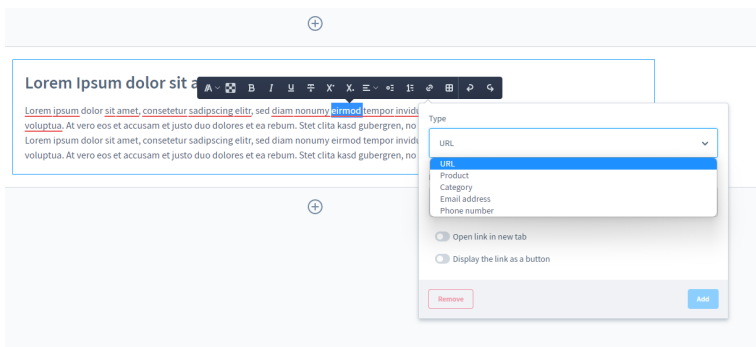 Lorem Ipsum dolor sit a
B I U T X X
Lorem ipsum dolor sit amet, consetetur sadipscing elitr, sed diam nonumy eirmod tempor invidu
voluptua. At vero eos et accusam et justo duo dolores et ea rebum. Stet clita kasd gubergren, no
Lorem ipsum dolor sit amet, consetetur sadipscing elitr, sed diam nonumy eirmod tempor invidu
voluptua. At vero eos et accusam et justo duo dolores et ea rebum. Stet clita kasd gubergren, no
Type
URL
URL
Product
Category
Email address
Phone number
Open link in new tab
Display the link as a button
Remove
Add